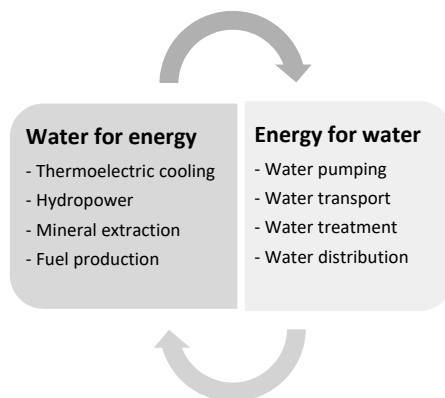 Water for energy
- Thermoelectric cooling
- Hydropower
- Mineral extraction
- Fuel production
Energy for water
- Water pumping
- Water transport
- Water treatment
- Water distribution